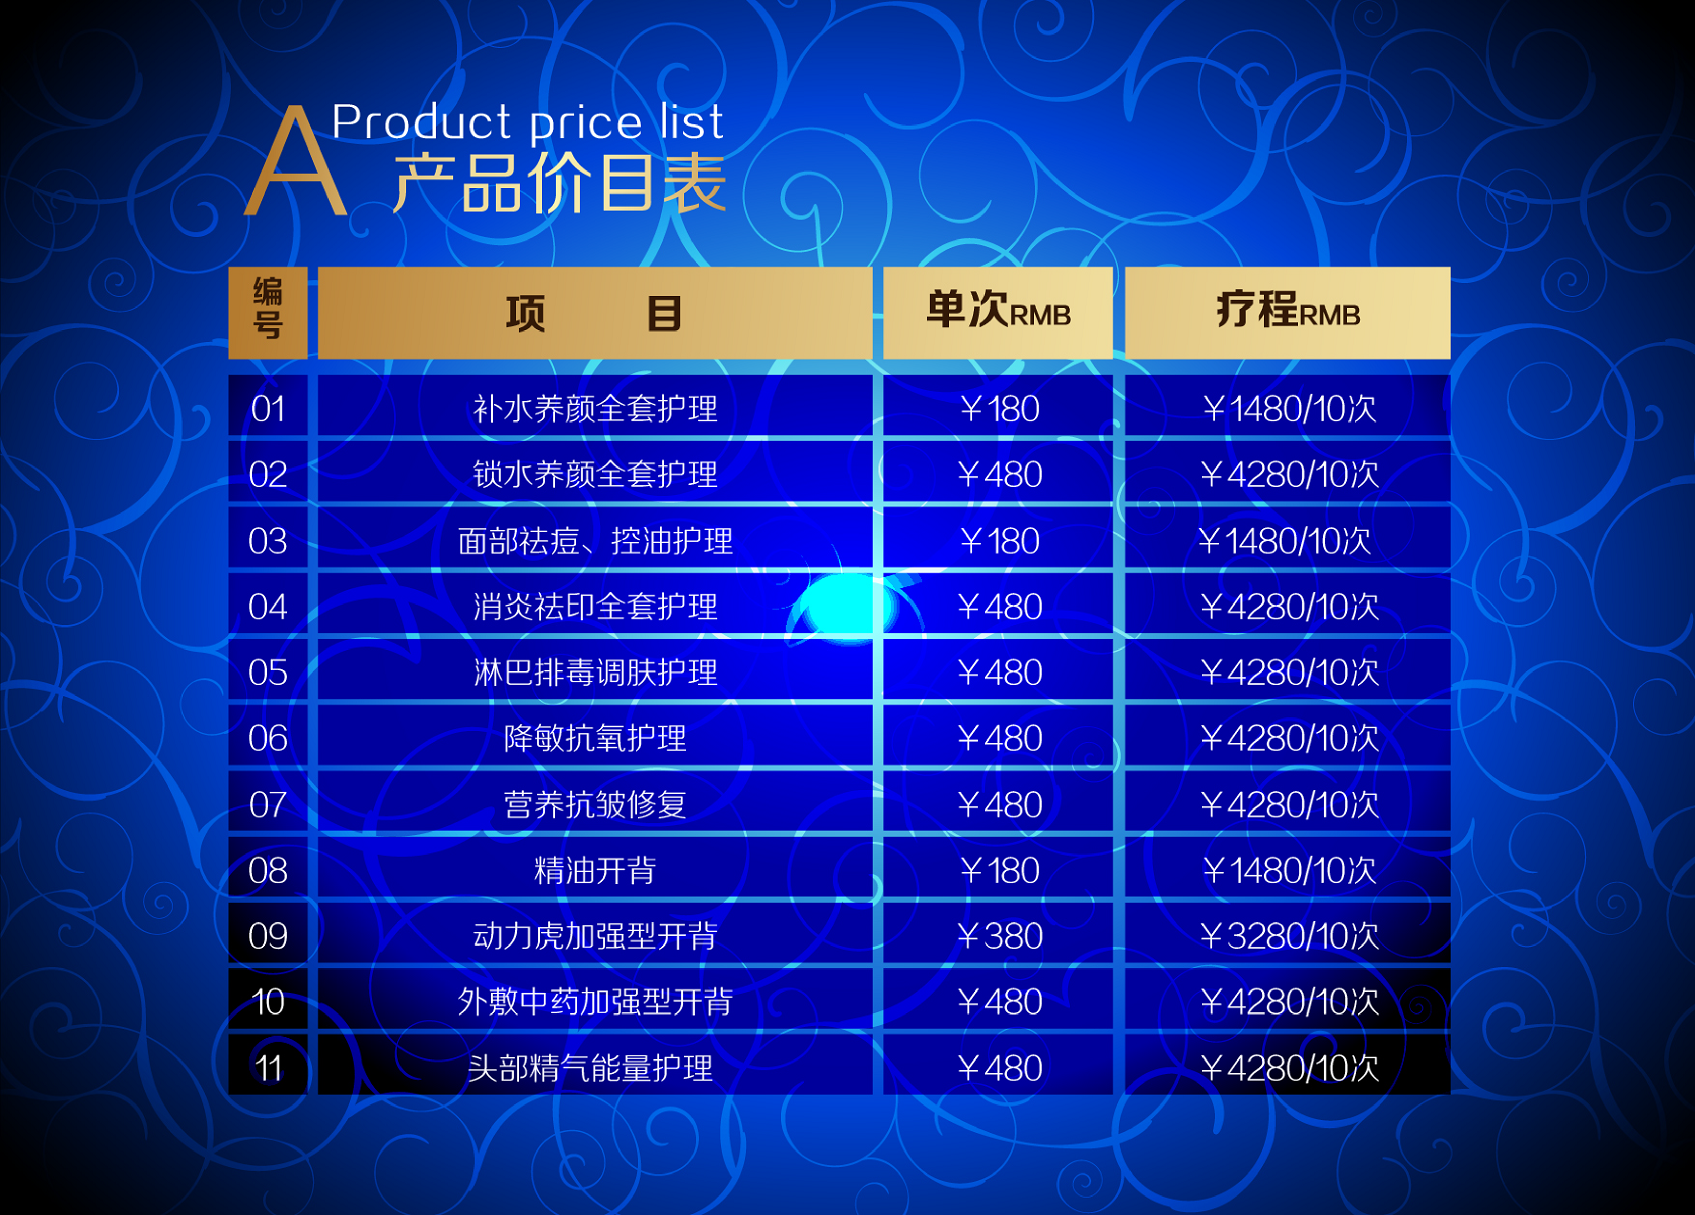 A Product price list
产品价目表
编号 项 目 单次RMB 疗程RMB
01 补水养颜全套护理 ￥180 ￥1480/10次
02 锁水养颜全套护理 ￥480 ￥4280/10次
03 面部祛痘、控油护理 ￥180 ￥1480/10次
04 消炎祛印全套护理 ￥480 ￥4280/10次
05 淋巴排毒调肤护理 ￥480 ￥4280/10次
06 降敏抗氧护理 ￥480 ￥4280/10次
07 营养抗皱修复 ￥480 ￥4280/10次
08 精油开背 ￥180 ￥1480/10次
09 动力虎加强型开背 ￥380 ￥3280/10次
10 外敷中药加强型开背 ￥480 ￥4280/10次
11 头部精气能量护理 ￥480 ￥4280/10次